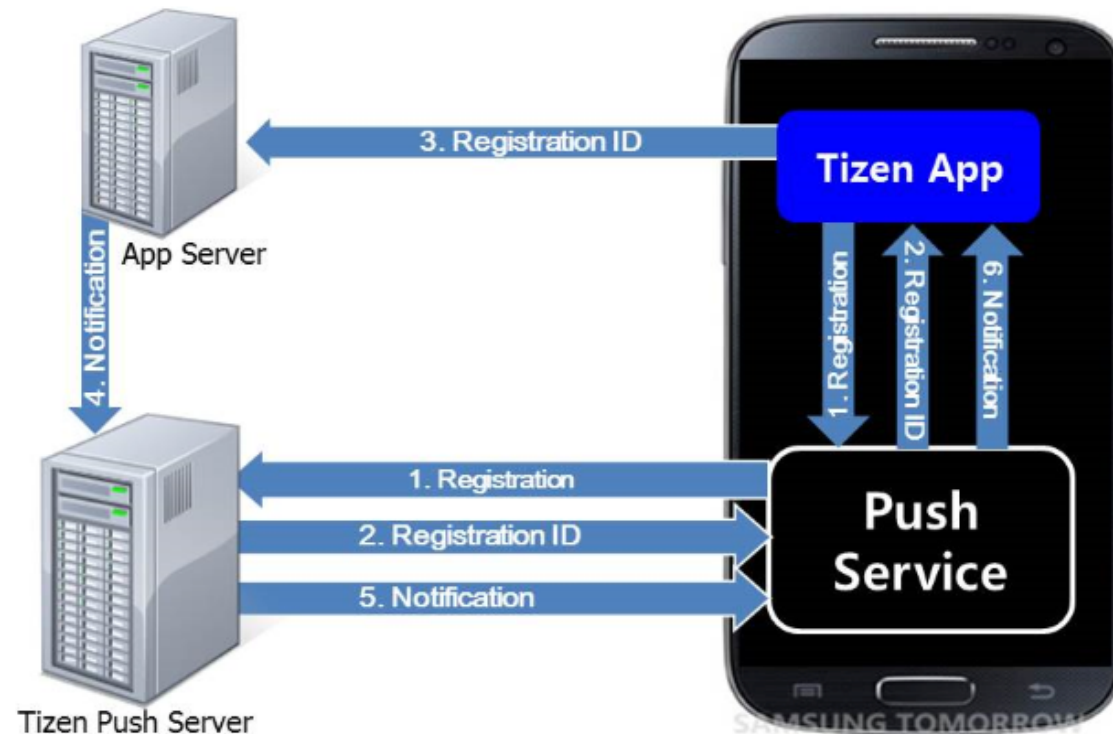 3. Registration ID
Tizen App
App Server
4. Notification
1. Registration
2. Registration ID
6. Notification
1. Registration
2. Registration ID
5. Notification
Push
Service
Tizen Push Server
SAMSUNG TOMORROW